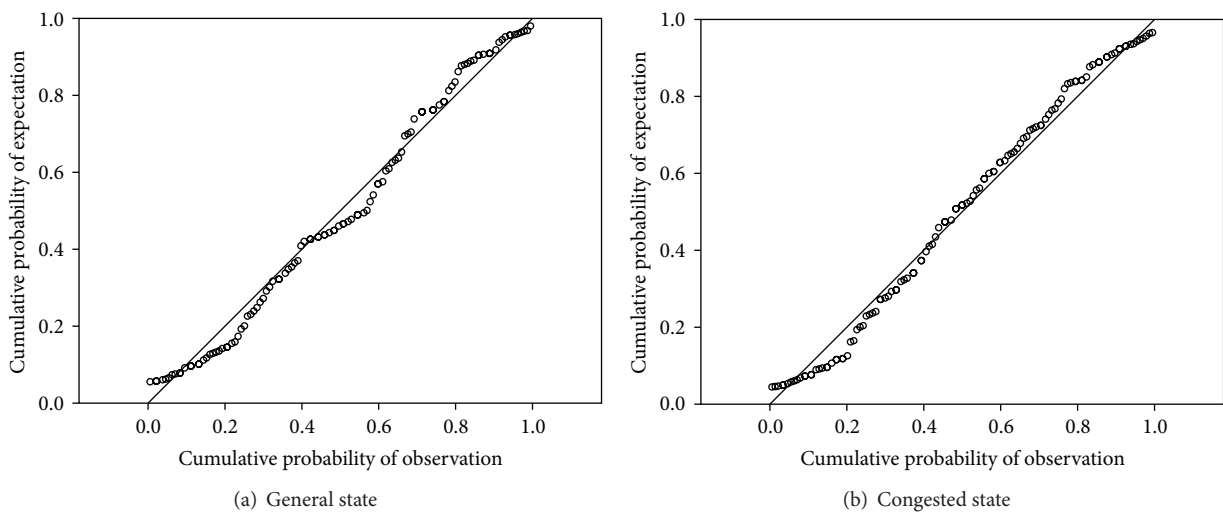 Cumulative probability of expectation
1.0
0.8
0.6
0.4
0.2
0.0
0.0 0.2 0.4 0.6 0.8 1.0
Cumulative probability of observation
(a) General state
Cumulative probability of expectation
1.0
0.8
0.6
0.4
0.2
0.0
0.0 0.2 0.4 0.6 0.8 1.0
Cumulative probability of observation
(b) Congested state